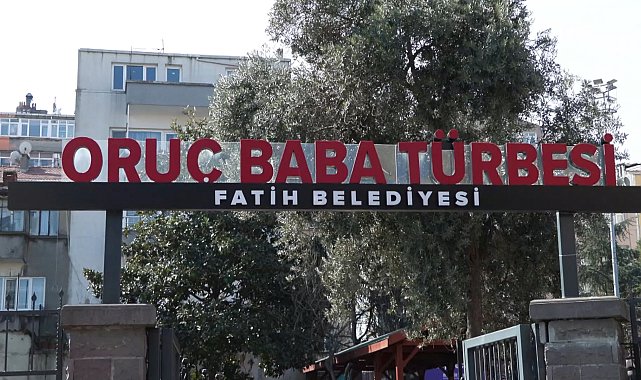 ORUÇ BABA TÜRBESİ
FATİH BELEDİYESİ